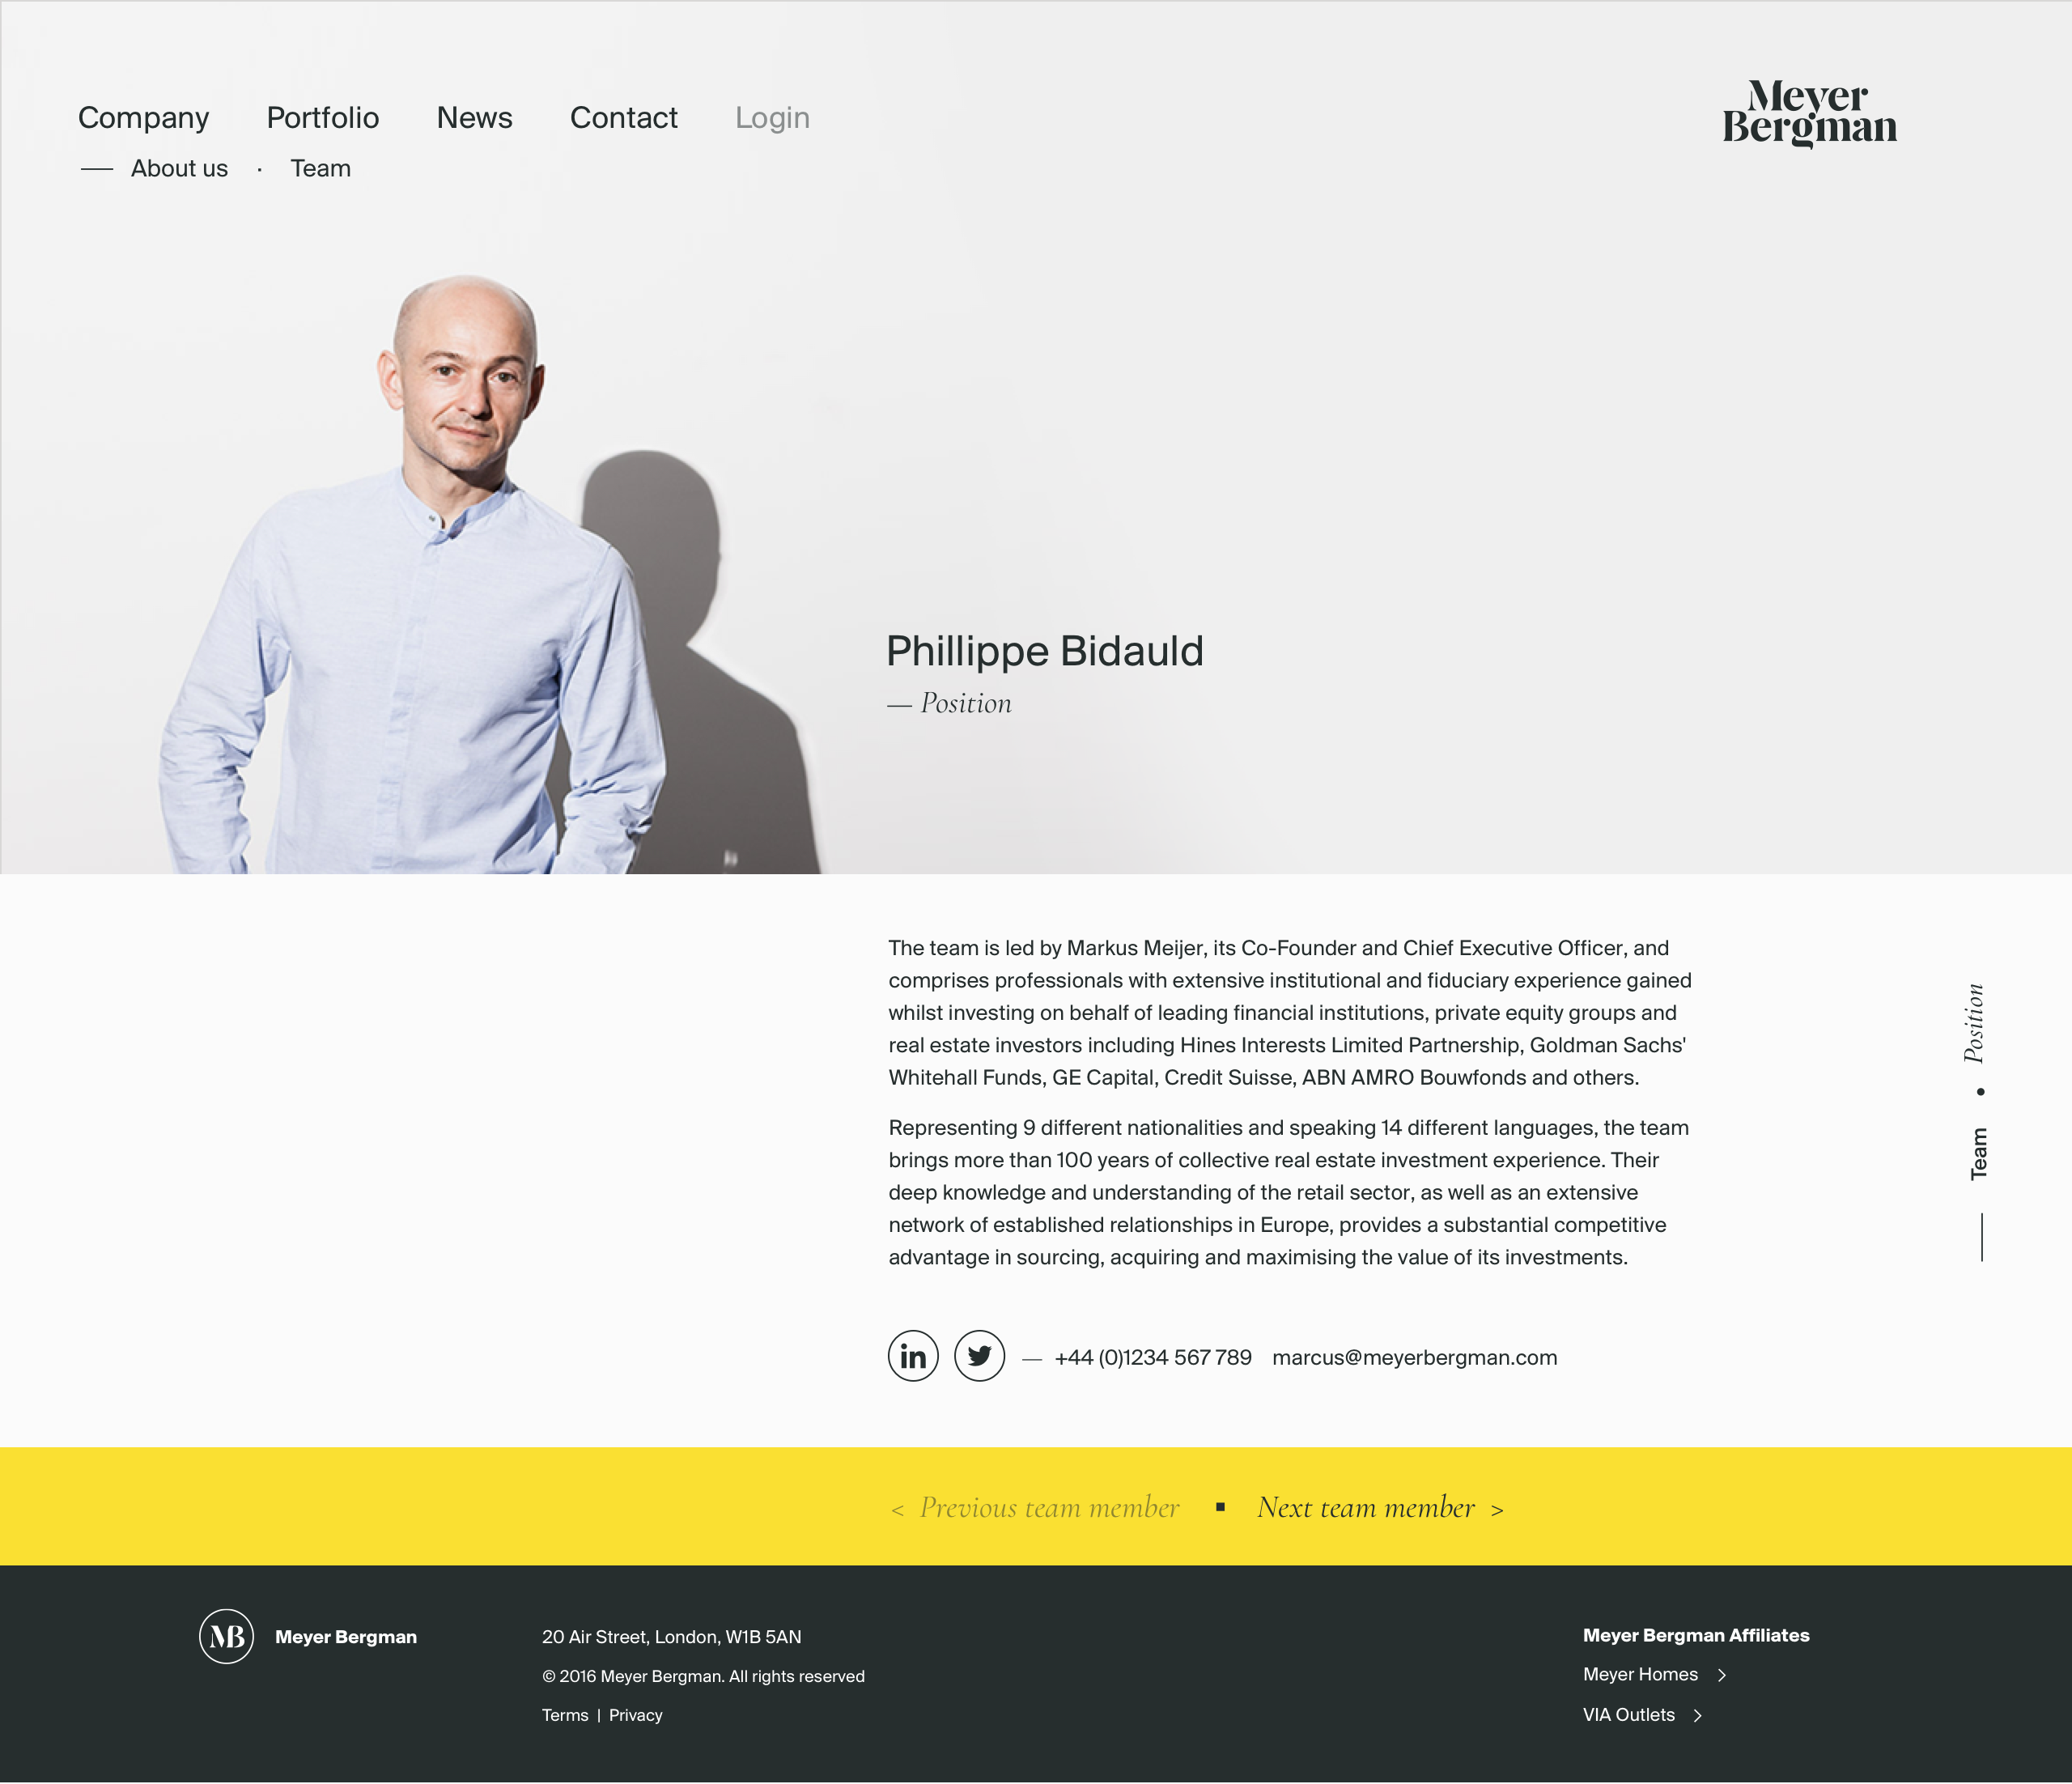 Company Portfolio News Contact Login
— About us · Team
Meyer
Bergman
Phillippe Bidauld
— Position
The team is led by Markus Meijer, its Co-Founder and Chief Executive Officer, and
comprises professionals with extensive institutional and fiduciary experience gained
whilst investing on behalf of leading financial institutions, private equity groups and
real estate investors including Hines Interests Limited Partnership, Goldman Sachs'
Whitehall Funds, GE Capital, Credit Suisse, ABN AMRO Bouwfonds and others.
Representing 9 different nationalities and speaking 14 different languages, the team
brings more than 100 years of collective real estate investment experience. Their
deep knowledge and understanding of the retail sector, as well as an extensive
network of established relationships in Europe, provides a substantial competitive
advantage in sourcing, acquiring and maximising the value of its investments.
— Team • Position
in — +44 (0)1234 567 789 marcus@meyerbergman.com
< Previous team member ▪ Next team member >
MB Meyer Bergman
20 Air Street, London, W1B 5AN
© 2016 Meyer Bergman. All rights reserved
Terms | Privacy
Meyer Bergman Affiliates
Meyer Homes >
VIA Outlets >